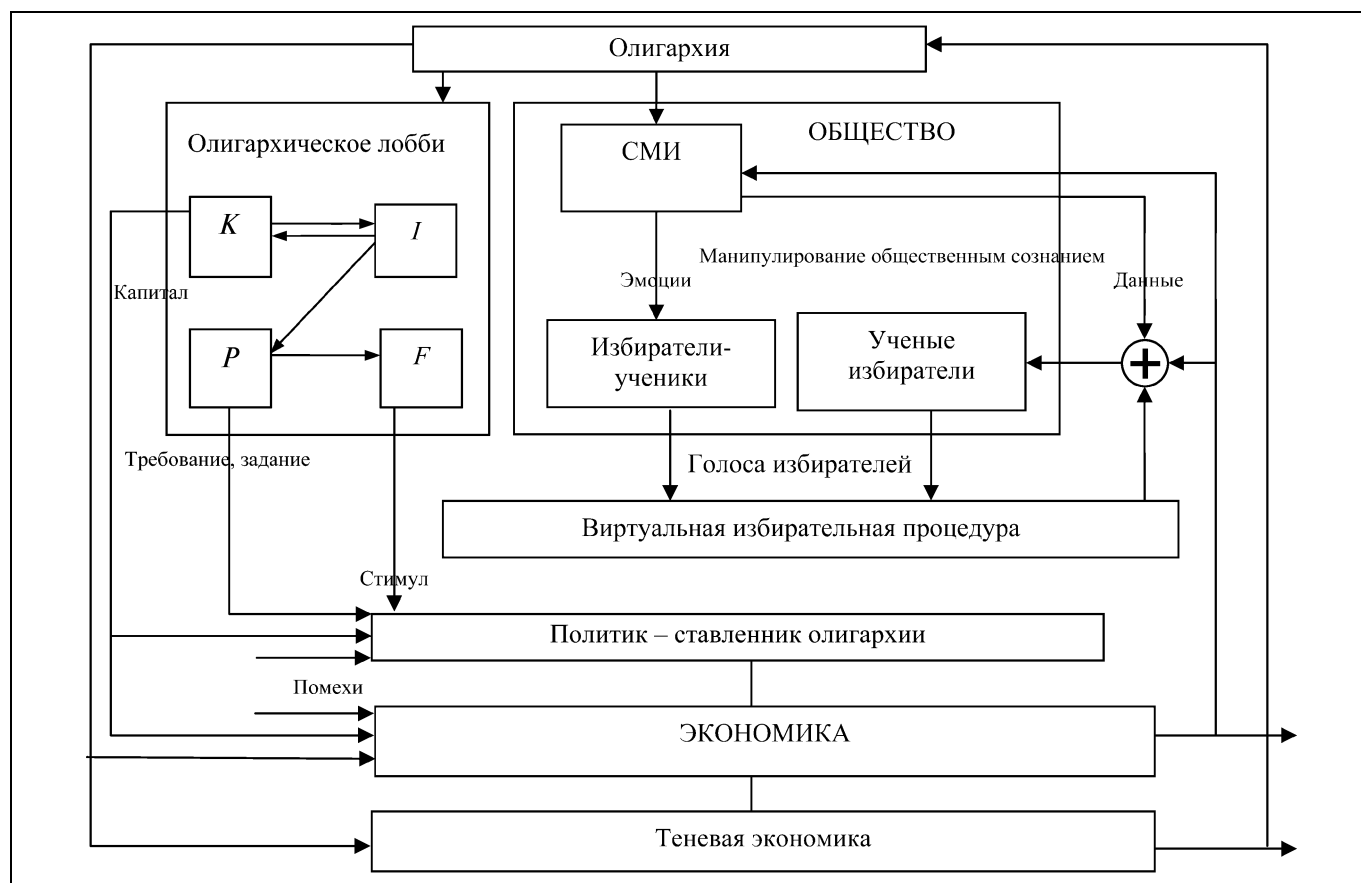 Олигархия
Олигархическое лобби
ОБЩЕСТВО
СМИ
K
I
Манипулирование общественным сознанием
Капитал
Эмоции
Данные
P
F
Избиратели-
ученики
Ученые
избиратели
+
Требование, задание
Голоса избирателей
Виртуальная избирательная процедура
Стимул
Политик – ставленник олигархии
Помехи
ЭКОНОМИКА
Теневая экономика